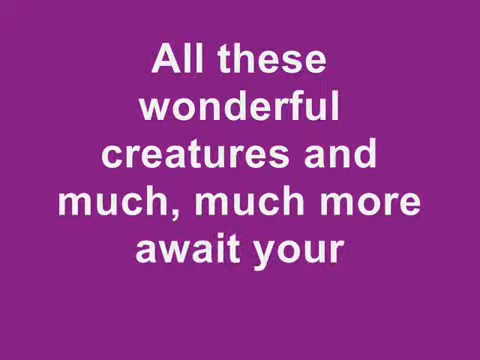 All these
wonderful
creatures and
much, much more
await your